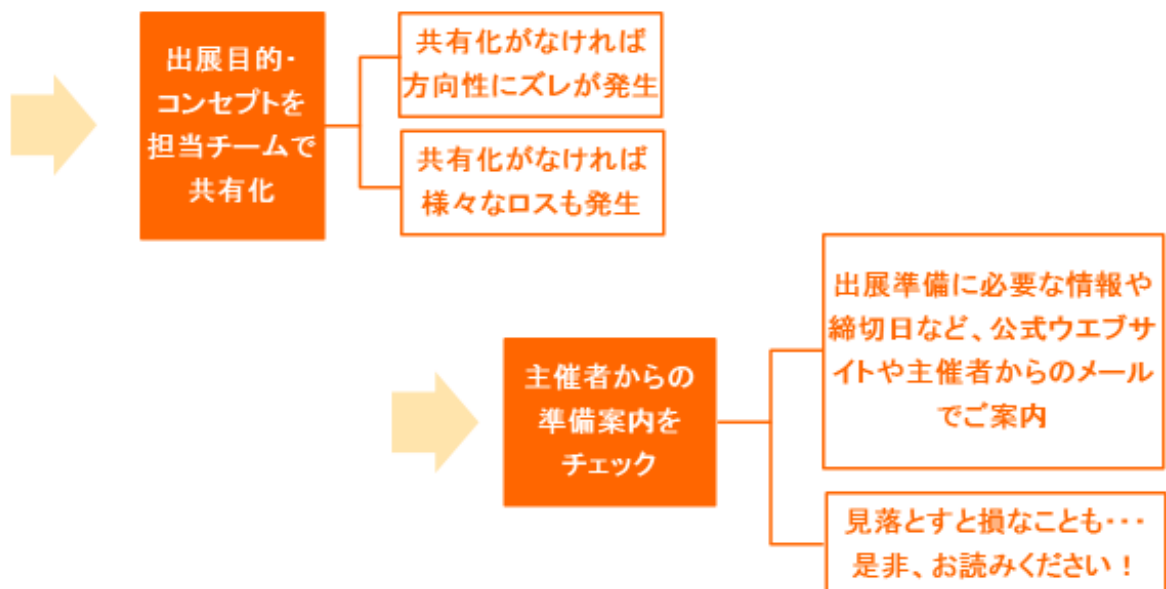 出展目的・
コンセプトを
担当チームで
共有化
共有化がなければ
方向性にズレが発生
共有化がなければ
様々なロスも発生
主催者からの
準備案内を
チェック
出展準備に必要な情報や
締切日など、公式ウエブサ
イトや主催者からのメール
でご案内
見落とすと損なことも・・・
是非、お読みください！